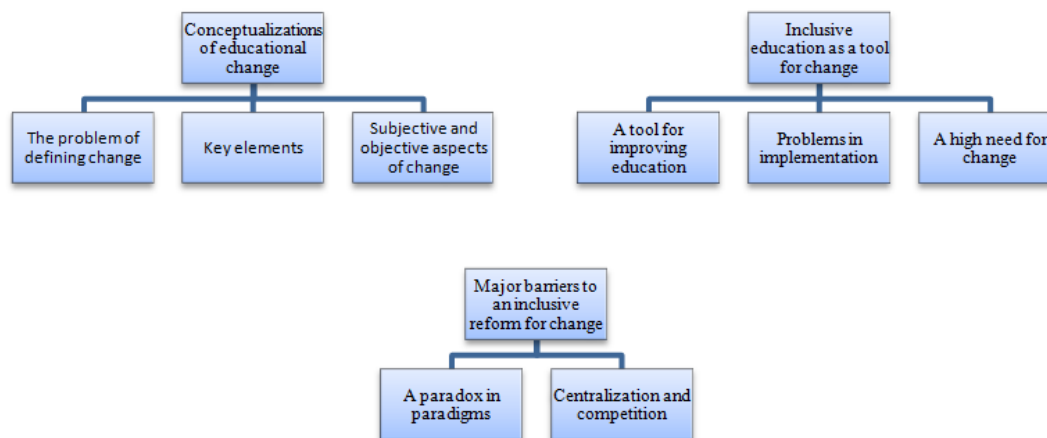 Conceptualizations
of educational
change
The problem of
defining change
Key elements
Subjective and
objective aspects
of change
Inclusive
education as a tool
for change
A tool for
improving
education
Problems in
implementation
A high need for
change
Major barriers to
an inclusive
reform for change
A paradox in
paradigms
Centralization and
competition